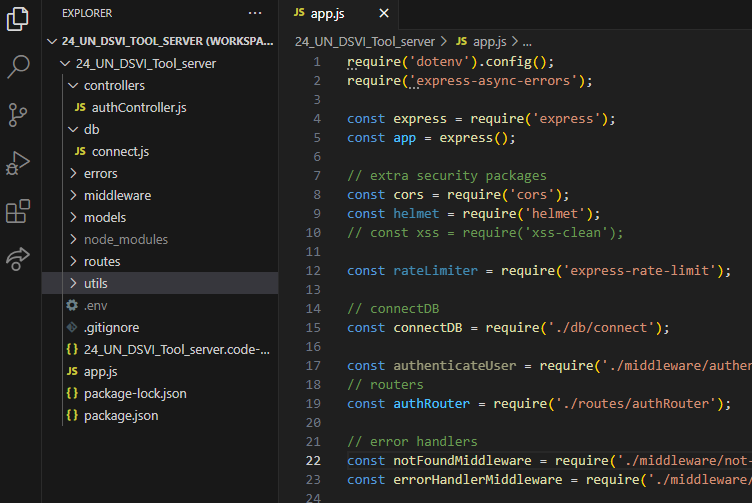 EXPLORER
24_UN_DSVI_TOOL_SERVER (WORKSPA...
24_UN_DSVI_Tool_server
controllers
JS authController.js
db
JS connect.js
errors
middleware
models
node_modules
routes
utils
.env
.gitignore
{} 24_UN_DSVI_Tool_server.code-...
JS app.js
{} package-lock.json
{} package.json
JS app.js
24_UN_DSVI_Tool_server > JS app.js > ...
1 require('dotenv').config();
2 require('express-async-errors');
3
4 const express = require('express');
5 const app = express();
6
7 // extra security packages
8 const cors = require('cors');
9 const helmet = require('helmet');
10 // const xss = require('xss-clean');
11
12 const rateLimiter = require('express-rate-limit');
13
14 // connectDB
15 const connectDB = require('./db/connect');
16
17 const authenticateUser = require('./middleware/authen
18 // routers
19 const authRouter = require('./routes/authRouter');
20
21 // error handlers
22 const notFoundMiddleware = require('./middleware/not-
23 const errorHandlerMiddleware = require('./middleware/
24